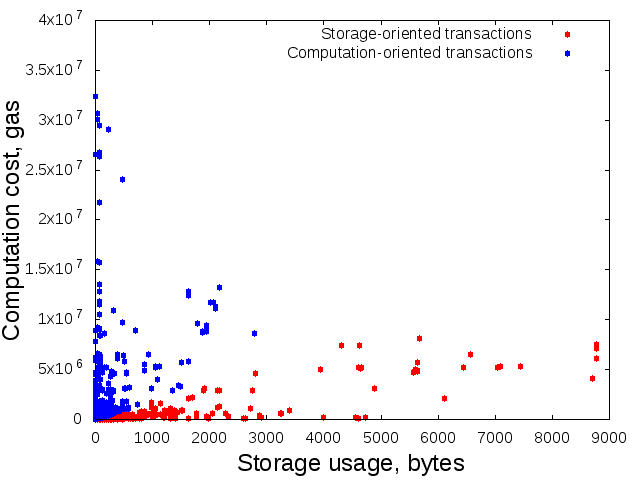 Storage-oriented transactions
Computation-oriented transactions
4x10^7
3.5x10^7
3x10^7
2.5x10^7
2x10^7
1.5x10^7
1x10^7
5x10^6
0
0 1000 2000 3000 4000 5000 6000 7000 8000 9000
Computation cost, gas
Storage usage, bytes